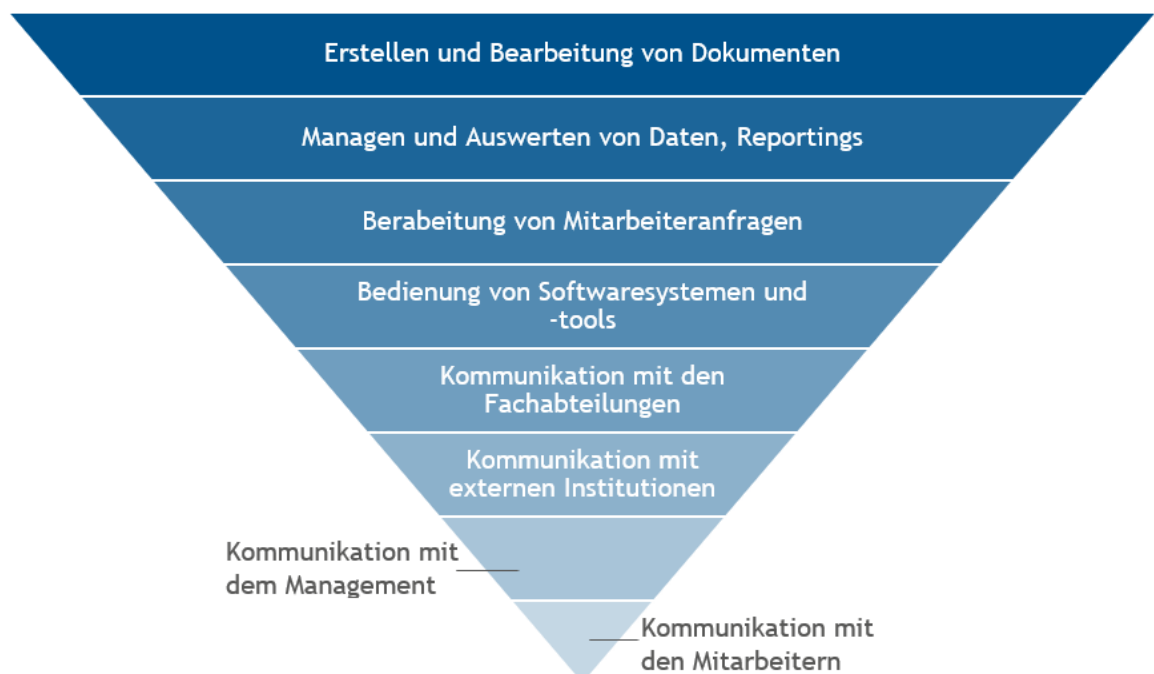 Erstellen und Bearbeitung von Dokumenten
Managen und Auswerten von Daten, Reportings
Berabeitung von Mitarbeiteranfragen
Bedienung von Softwaresystemen und
-tools
Kommunikation mit den
Fachabteilungen
Kommunikation mit
externen Institutionen
Kommunikation mit
dem Management
Kommunikation mit
den Mitarbeitern